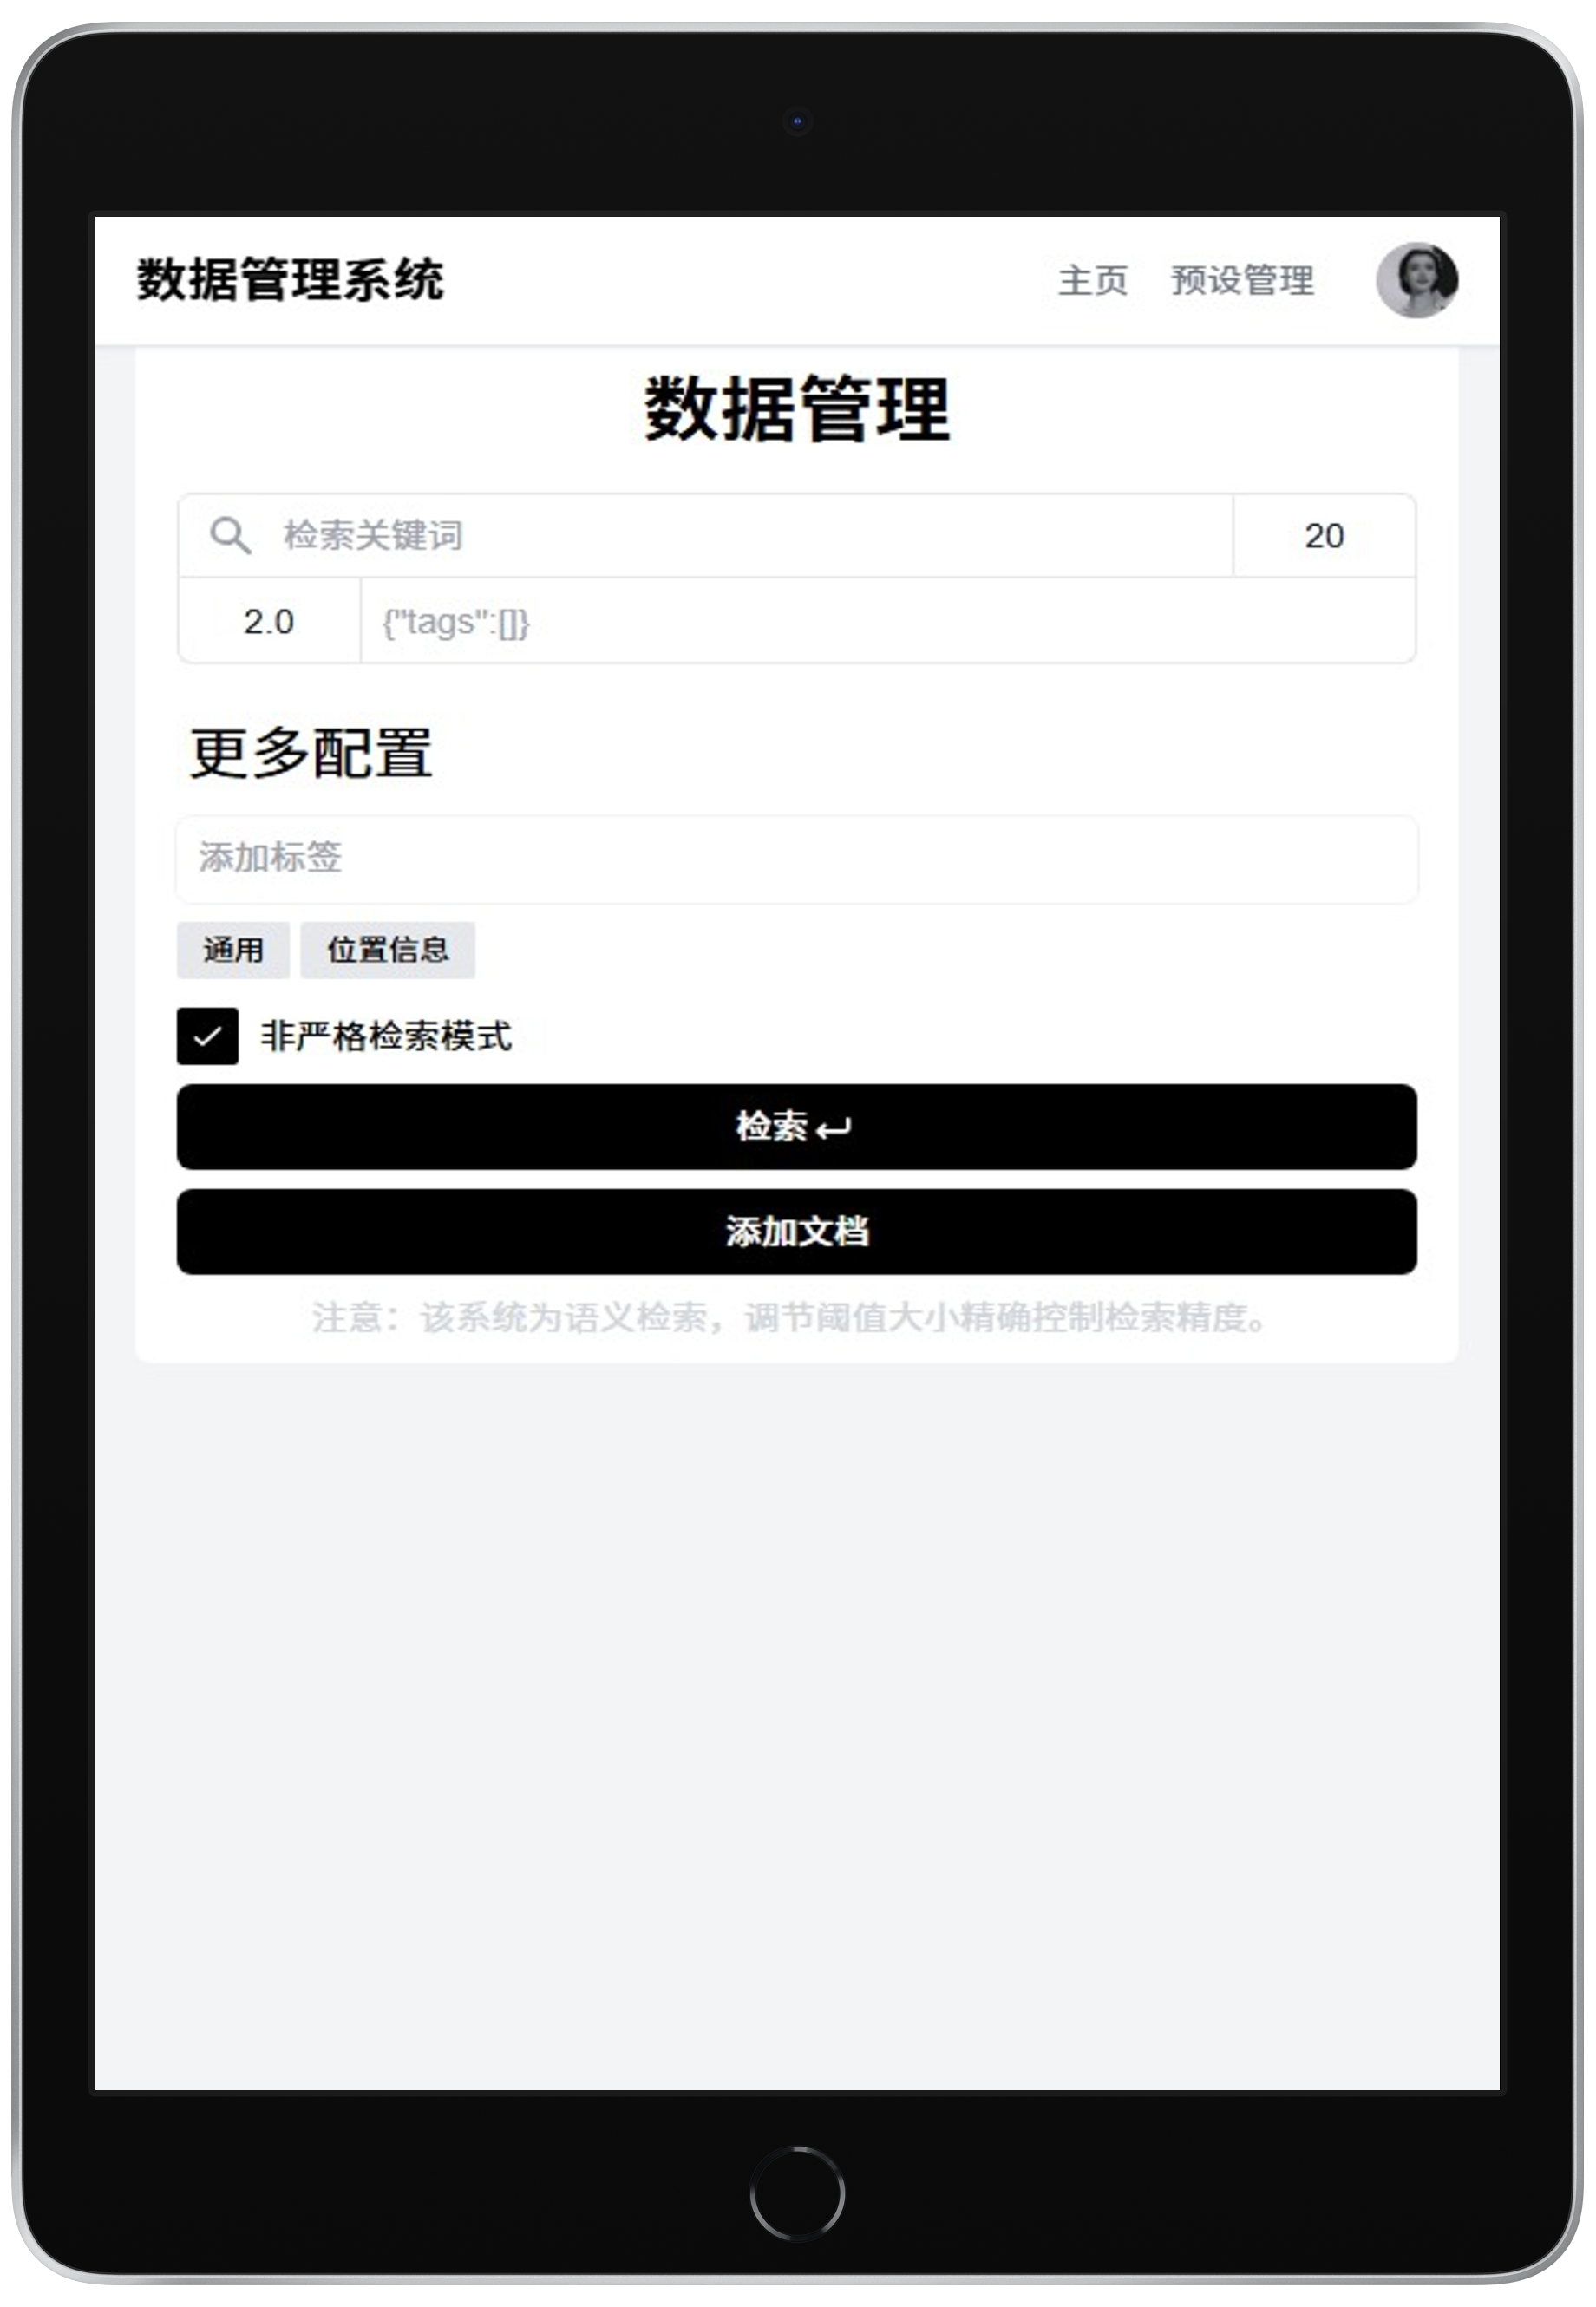 数据管理系统 主页 预设管理
数据管理
检索关键词 20
2.0 {"tags":[]}
更多配置
添加标签
通用 位置信息
非严格检索模式
检索
添加文档
注意：该系统为语义检索，调节阈值大小精确控制检索精度。